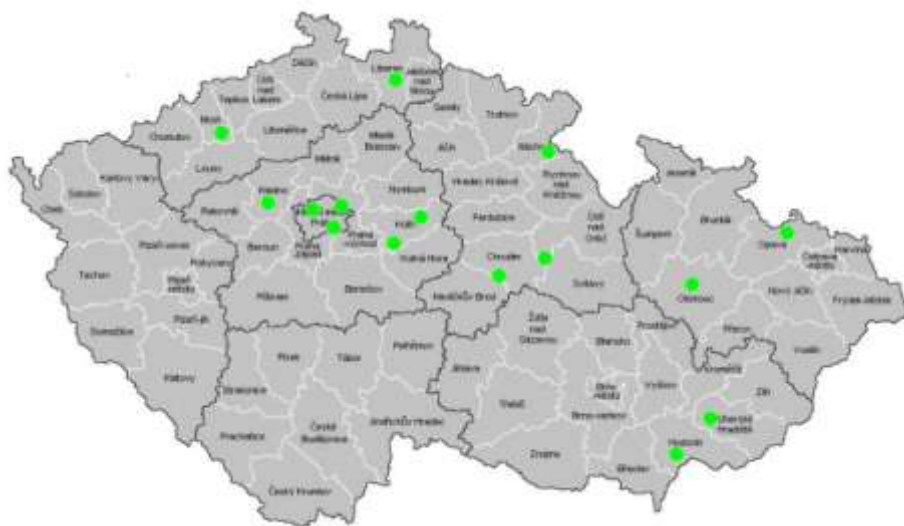 Děčín
Liberec
Jablonec
nad
Nisou
Ústí
nad
Labem
Teplice
Česká Lípa
Semily
Trutnov
Most
Chomutov
Litoměřice
Mladá
Boleslav
Jičín
Náchod
Louny
Mělník
Karlovy Vary
Sokolov
Cheb
Hradec Králové
Rychnov
nad
Kněžnou
Jeseník
Rakovník
Kladno
Nymburk
Pardubice
Ústí
nad
Orlicí
Šumperk
Bruntál
Opava
Karviná
Ostrava
město
Plzeň-sever
Beroun
Praha
západ
Praha
východ
Kolín
Kutná Hora
Chrudim
Rokycany
Tachov
Plzeň
město
Svitavy
Olomouc
Nový Jičín
Frýdek-Místek
Příbram
Benešov
Havlíčkův Brod
Plzeň-jih
Domažlice
Žďár
nad
Sázavou
Prostějov
Přerov
Vsetín
Blansko
Písek
Tábor
Pelhřimov
Jihlava
Kroměříž
Klatovy
Strakonice
Třebíč
Brno
město
Vyškov
Zlín
Brno-venkov
Uherské
Hradiště
Prachatice
České
Budějovice
Jindřichův Hradec
Znojmo
Hodonín
Břeclav
Český Krumlov